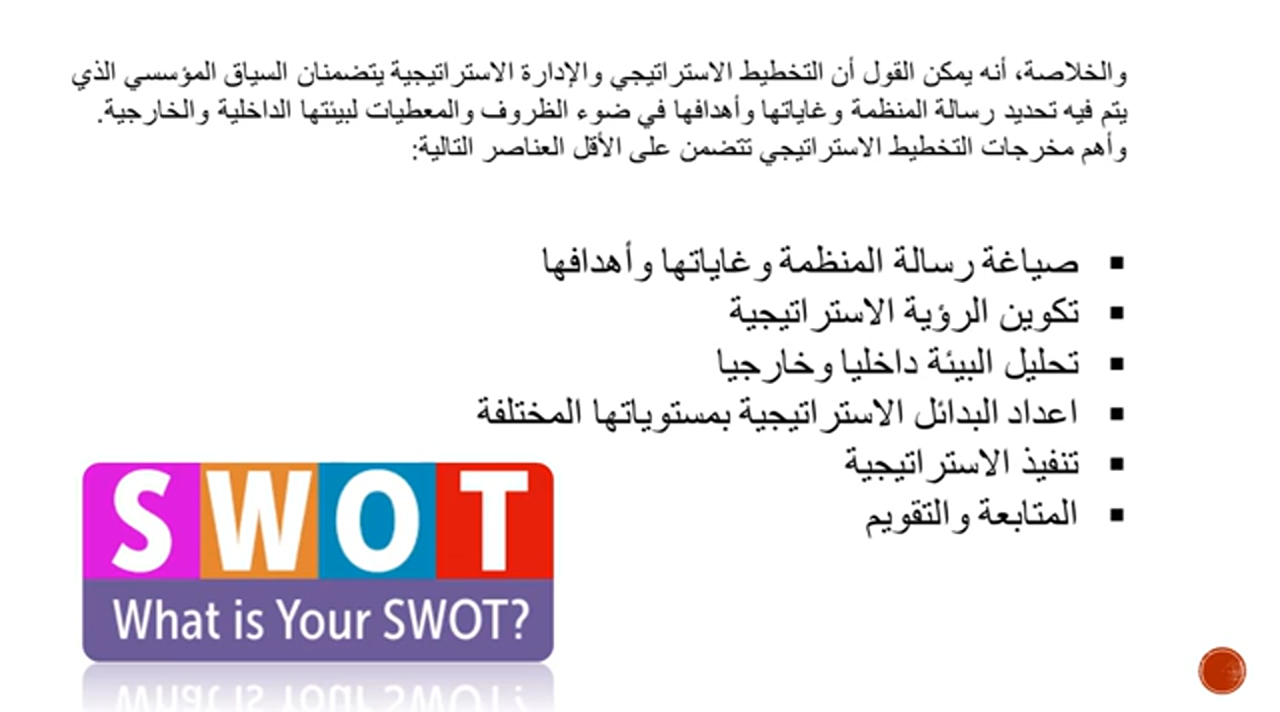 والخلاصة، أنه يمكن القول أن التخطيط الاستراتيجي والإدارة الاستراتيجية يتضمنان السياق المؤسسي الذي
يتم فيه تحديد رسالة المنظمة وغاياتها وأهدافها في ضوء الظروف والمعطيات لبيئتها الداخلية والخارجية.
وأهم مخرجات التخطيط الاستراتيجي تتضمن على الأقل العناصر التالية:
▪ صياغة رسالة المنظمة وغاياتها وأهدافها
▪ تكوين الرؤية الاستراتيجية
▪ تحليل البيئة داخليا وخارجيا
▪ اعداد البدائل الاستراتيجية بمستوياتها المختلفة
▪ تنفيذ الاستراتيجية
▪ المتابعة والتقويم
SWOT
What is Your SWOT?